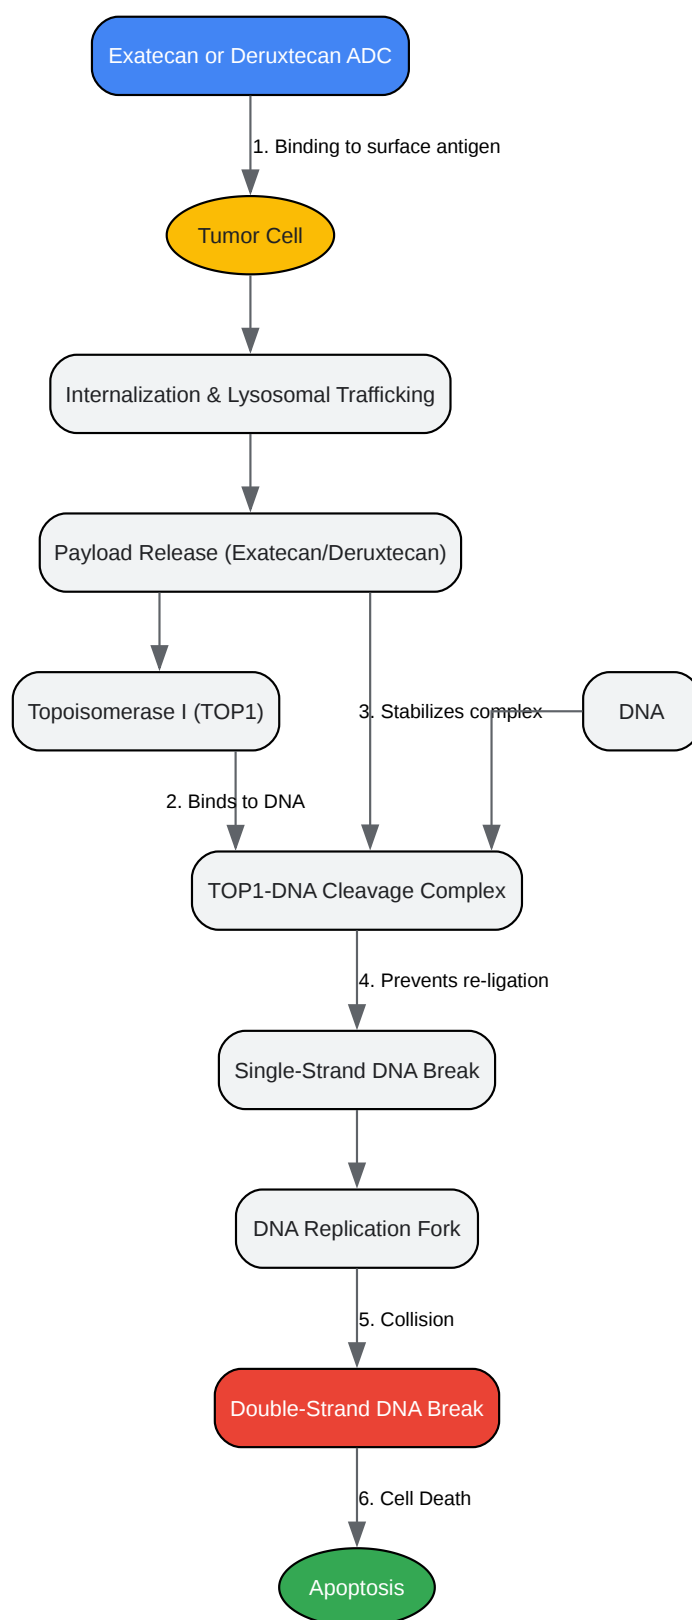 Exatecan or Deruxtecan ADC
1. Binding to surface antigen
Tumor Cell
Internalization & Lysosomal Trafficking
Payload Release (Exatecan/Deruxtecan)
Topoisomerase I (TOP1)
3. Stabilizes complex
DNA
2. Binds to DNA
TOP1-DNA Cleavage Complex
4. Prevents re-ligation
Single-Strand DNA Break
DNA Replication Fork
5. Collision
Double-Strand DNA Break
6. Cell Death
Apoptosis